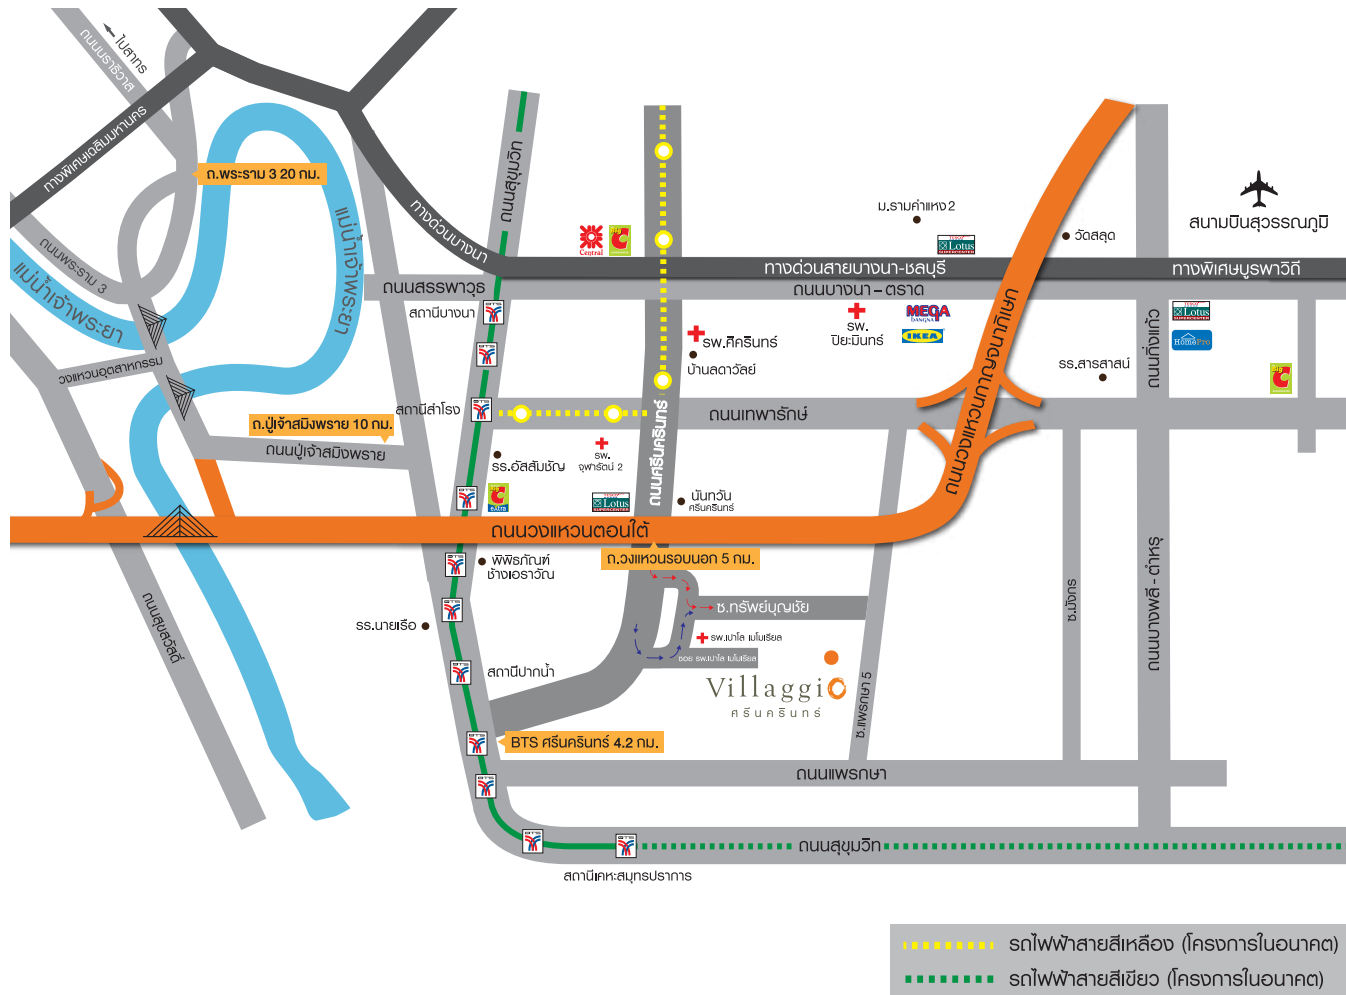 ไปสาทร
ถนนนราธิวาส
ทางพิเศษเฉลิมมหานคร
ถ.พระราม 3 20 กม.
ถนนพระราม 3
แม่น้ำเจ้าพระยา
แม่น้ำเจ้าพระยา
วงแหวนอุตสาหกรรม
ถ.ปู่เจ้าสมิงพราย 10 กม.
ถนนปู่เจ้าสมิงพราย
ถนนสุขสวัสดิ์
ทางด่วนบางนา
ถนนสุขุมวิท
ถนนสรรพาวุธ
สถานีบางนา
สถานีสำโรง
Central
Big C
ม.รามคำแหง 2
TESCO
Lotus
SUPERCENTER
วัดสลุด
สนามบินสุวรรณภูมิ
ทางด่วนสายบางนา-ชลบุรี
ทางพิเศษบูรพาวิถี
ถนนบางนา - ตราด
รพ.ศิครินทร์
บ้านลดาวัลย์
รพ.
ปิยะมินทร์
MEGA
BANGNA
IKEA
TESCO
Lotus
SUPERCENTER
HomePro
Big C
รร.สารสาสน์
ถนนกิ่งแก้ว
ถนนเทพารักษ์
ถนนวงแหวนกาญจนาภิเษก
ถนนศรีนครินทร์
รร.อัสสัมชัญ
รพ.
จุฬารัตน์ 2
Big C
eXtra
TESCO
Lotus
SUPERCENTER
นันทวัน
ศรีนครินทร์
ถนนวงแหวนตอนใต้
ถ.วงแหวนรอบนอก 5 กม.
พิพิธภัณฑ์
ช้างเอราวัณ
รร.นายเรือ
ซ.ทรัพย์บุญชัย
รพ.เปาโล เมโมเรียล
ซอย รพ.เปาโล เมโมเรียล
สถานีปากน้ำ
Villaggio
ศรีนครินทร์
ซ.แพรกษา 5
ซ.มังกร
ถนนบางพลี - ตำหรุ
BTS ศรีนครินทร์ 4.2 กม.
ถนนแพรกษา
BTS
BTS
BTS
BTS
BTS
BTS
BTS
BTS
BTS
BTS
BTS
ถนนสุขุมวิท
สถานีเคหะสมุทรปราการ
รถไฟฟ้าสายสีเหลือง (โครงการในอนาคต)
รถไฟฟ้าสายสีเขียว (โครงการในอนาคต)